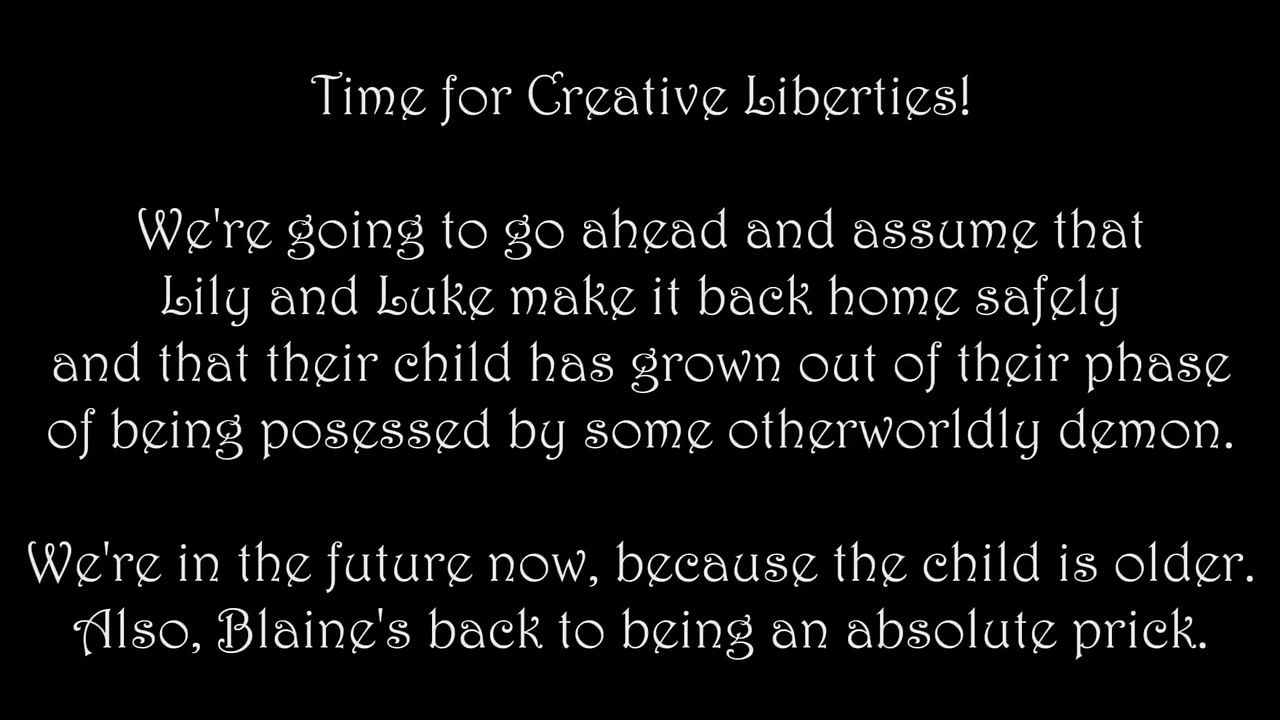 Time for Creative Liberties!
We're going to go ahead and assume that
Lily and Luke make it back home safely
and that their child has grown out of their phase
of being posessed by some otherworldly demon.
We're in the future now, because the child is older.
Also, Blaine's back to being an absolute prick.